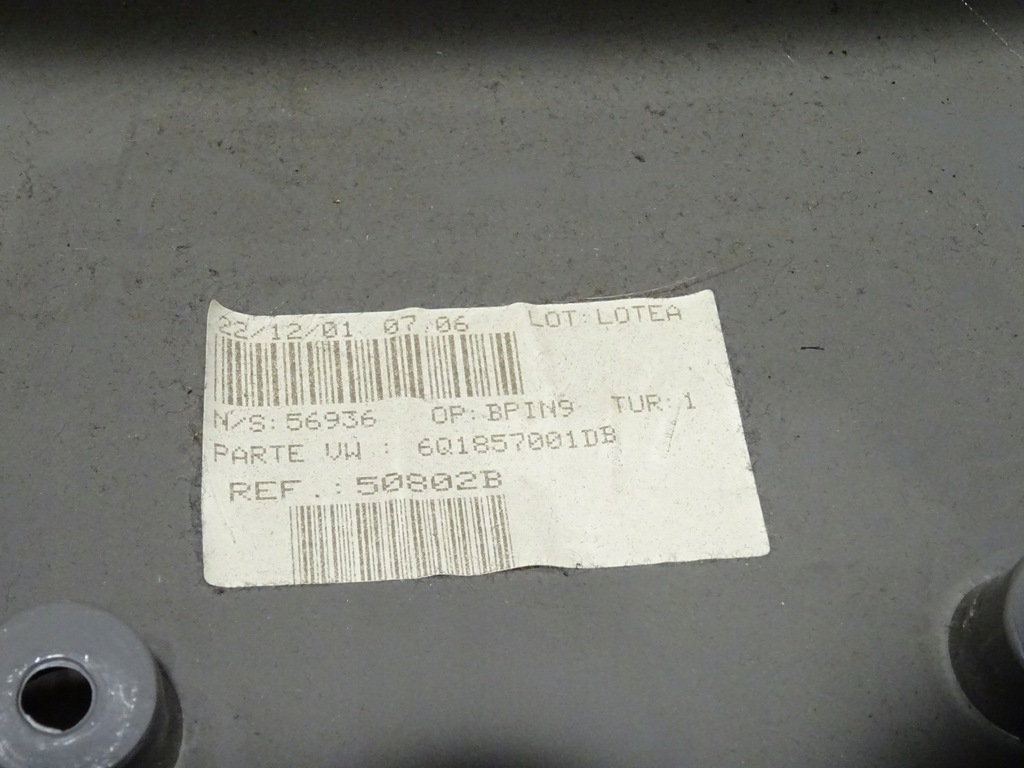 22/12/01 07:06 LOT:LOTEA
N/S:56936 OP:BPIN9 TUR:1
PARTE VW : 6Q1857001DB
REF.:50802B